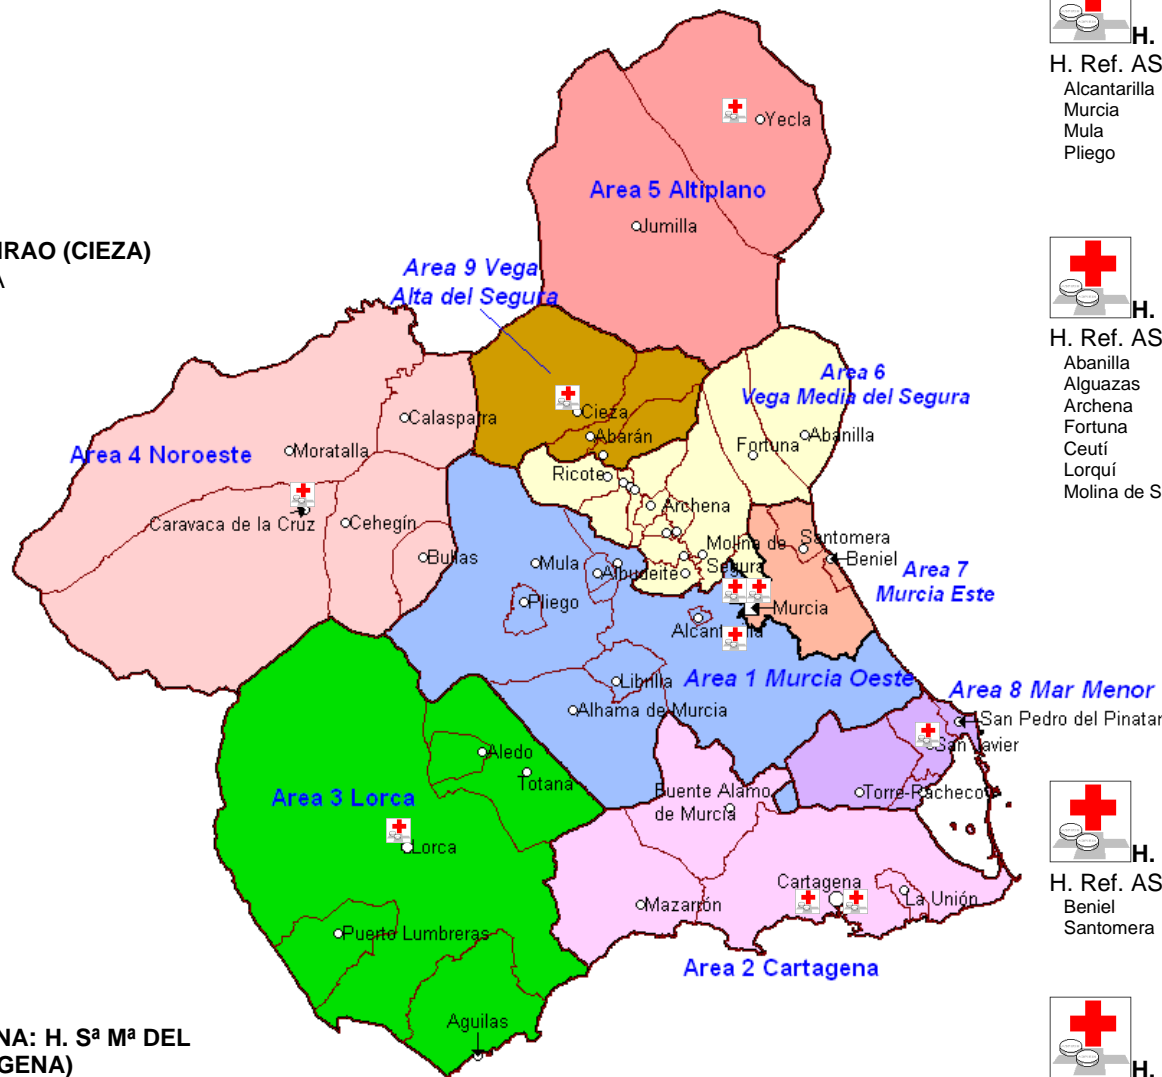 H.
H. Ref. AS
Alcantarilla
Murcia
Mula
Pliego
Yecla
Area 5 Altiplano
Jumilla
IRAO (CIEZA)
Area 9 Vega
Alta del Segura
H.
H. Ref. AS
Abanilla
Alguazas
Archena
Fortuna
Ceutí
Lorquí
Molina de S
Area 6
Vega Media del Segura
Calasparra
Cieza
Abarán
Abanilla
Fortuna
Area 4 Noroeste
Moratalla
Ricote
Archena
Caravaca de la Cruz
Cehegín
Bullas
Mula
Albudeite
Molina de
Segura
Santomera
Beniel
Area 7
Murcia Este
Pliego
Murcia
Alcantarilla
Librilla
Area 1 Murcia Oeste
Area 8 Mar Menor
Alhama de Murcia
San Pedro del Pinatar
San Javier
Aledo
Totana
Torre-Pacheco
Area 3 Lorca
Fuente Alamo
de Murcia
Lorca
H.
H. Ref. AS
Beniel
Santomera
Cartagena
La Unión
Mazarrón
Puerto Lumbreras
Area 2 Cartagena
Aguilas
NA: H. Sª Mª DEL
GENA)
H.